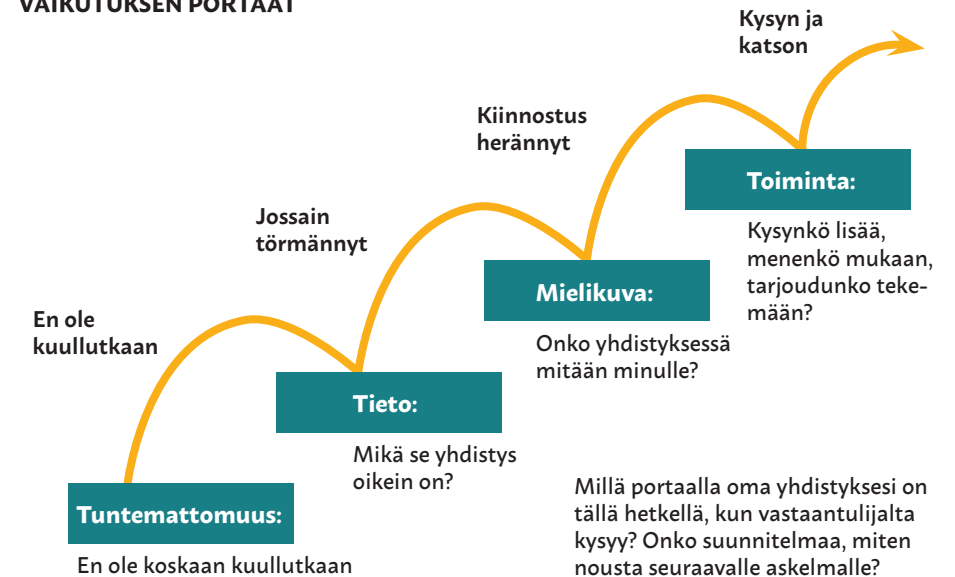 VAIKUTUKSEN PORTAAT
Kysyn ja
katson
Kiinnostus
herännyt
Toiminta:
Kysynkö lisää,
menenkö mukaan,
tarjoudunko teke-
mään?
Jossain
törmännyt
Mielikuva:
Onko yhdistyksessä
mitään minulle?
En ole
kuullutkaan
Tieto:
Mikä se yhdistys
oikein on?
Tuntemattomuus:
En ole koskaan kuullutkaan
Millä portaalla oma yhdistyksesi on
tällä hetkellä, kun vastaantulijalta
kysyy? Onko suunnitelmaa, miten
nousta seuraavalle askelmalle?